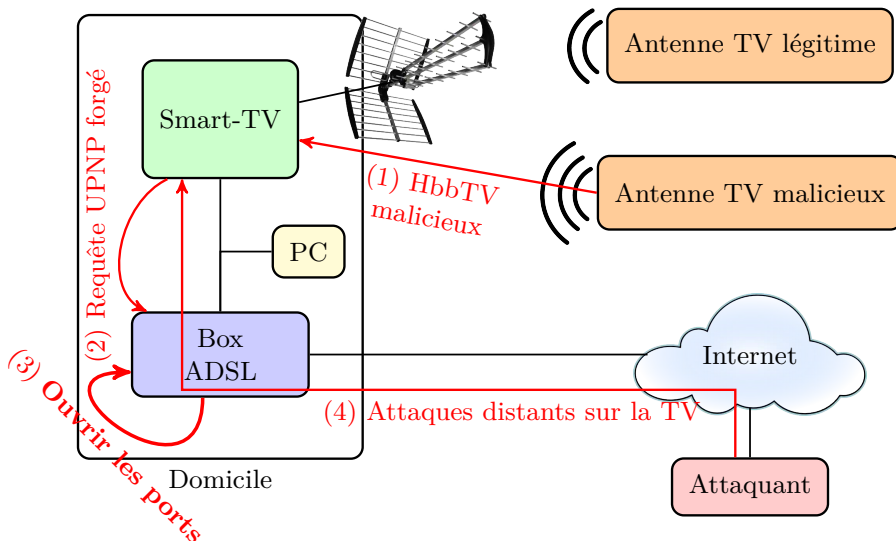 Antenne TV légitime
Smart-TV
(1) HbbTV
malicieux
Antenne TV malicieux
(2) Requête UPNP forgé
PC
Box
ADSL
Internet
(3) Ouvrir les ports
(4) Attaques distants sur la TV
Domicile
Attaquant